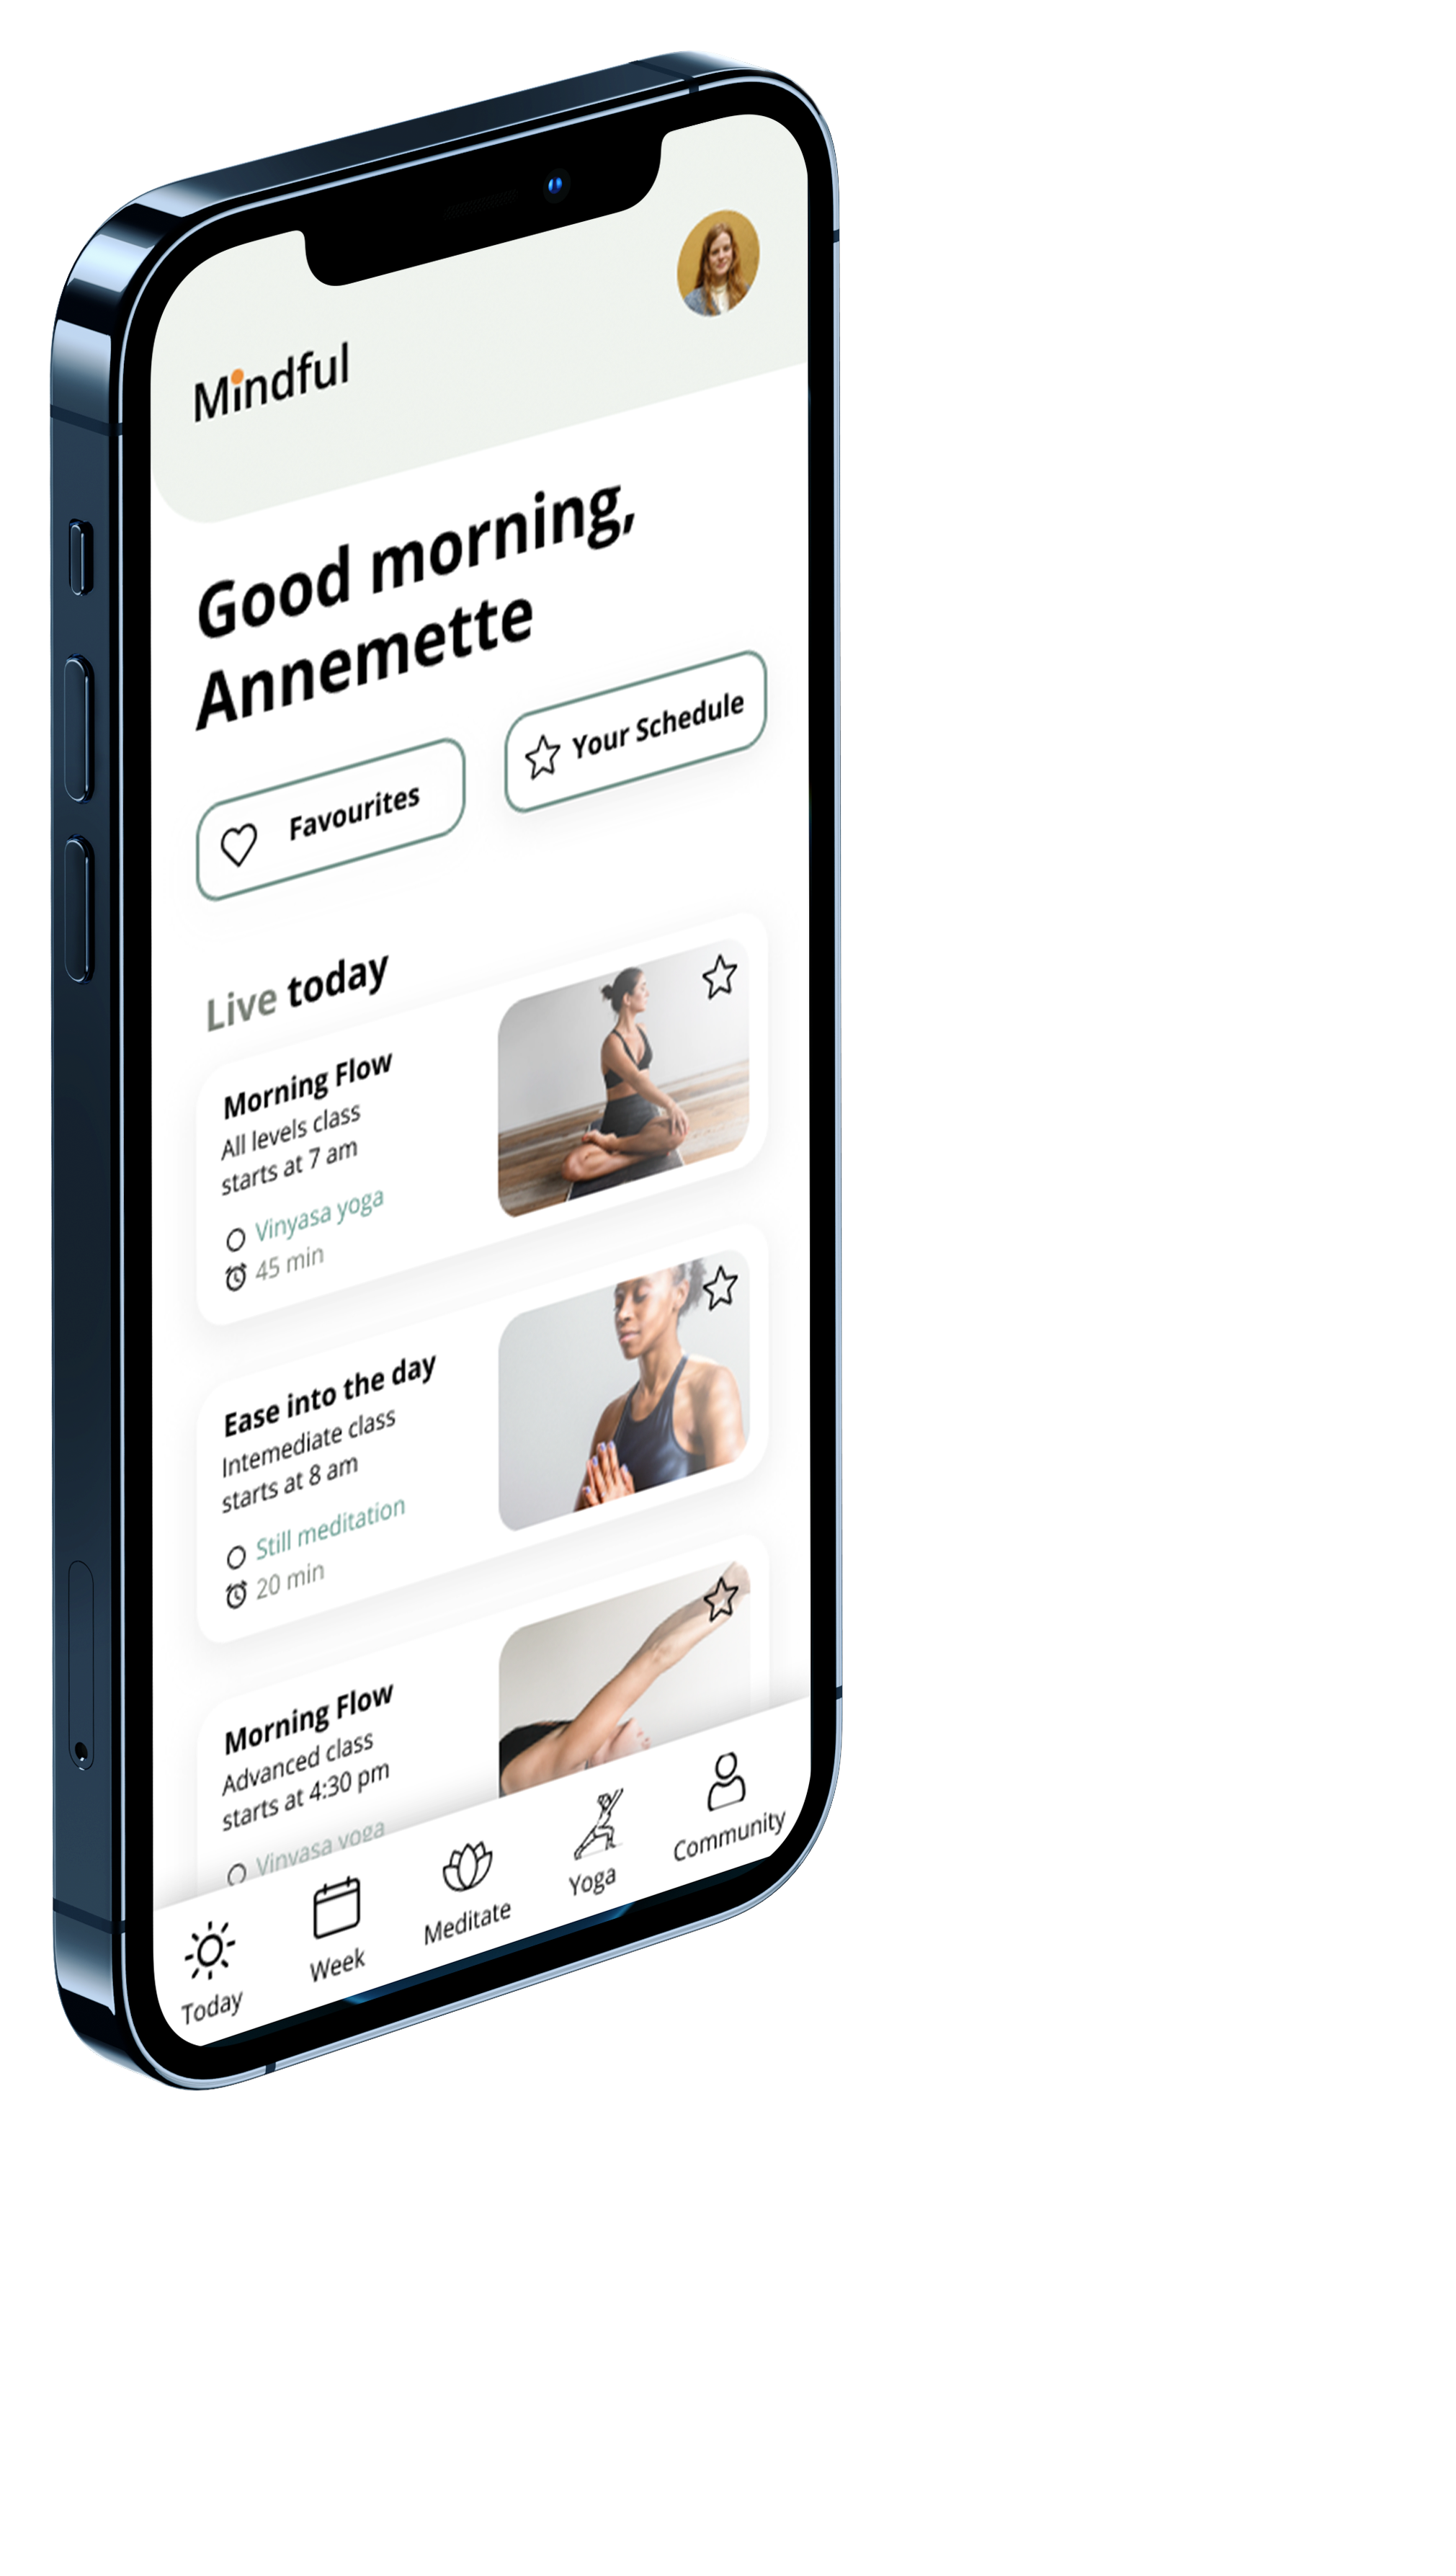 Mindful
Good morning,
Annemette
Favourites
Your Schedule
Live today
Morning Flow
All levels class
starts at 7 am
Vinyasa yoga
45 min
Ease into the day
Intemediate class
starts at 8 am
Still meditation
20 min
Morning Flow
Advanced class
starts at 4:30 pm
Vinyasa yoga
Today
Week
Meditate
Yoga
Community